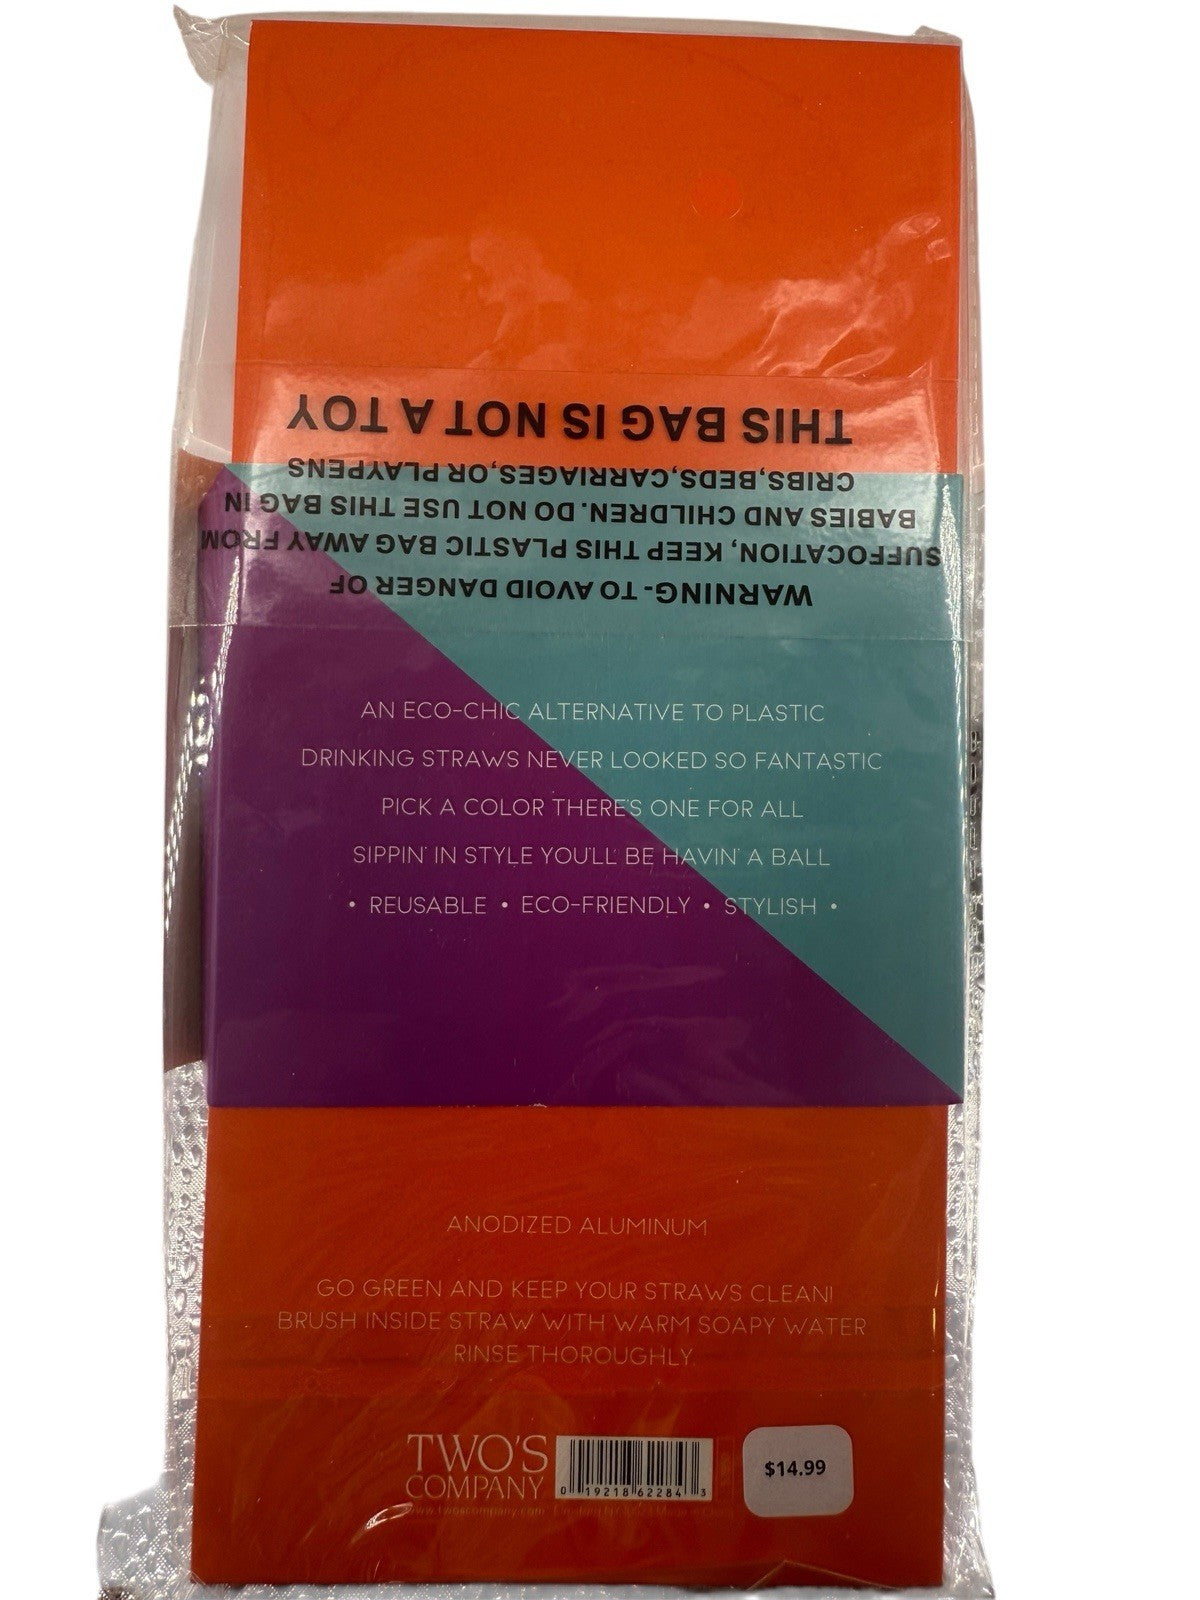 WARNING- TO AVOID DANGER OF
SUFFOCATION, KEEP THIS PLASTIC BAG AWAY FROM
BABIES AND CHILDREN. DO NOT USE THIS BAG IN
CRIBS,BEDS,CARRIAGES,OR PLAYPENS
THIS BAG IS NOT A TOY
AN ECO-CHIC ALTERNATIVE TO PLASTIC
DRINKING STRAWS NEVER LOOKED SO FANTASTIC
PICK A COLOR THERE'S ONE FOR ALL
SIPPIN' IN STYLE YOU'LL' BE HAVIN' A BALL
• REUSABLE • ECO-FRIENDLY • STYLISH •
ANODIZED ALUMINUM
GO GREEN AND KEEP YOUR STRAWS CLEAN!
BRUSH INSIDE STRAW WITH WARM SOAPY WATER
RINSE THOROUGHLY.
TWO'S
COMPANY
0 19218 62284 3
$14.99
www.twoscompany.com